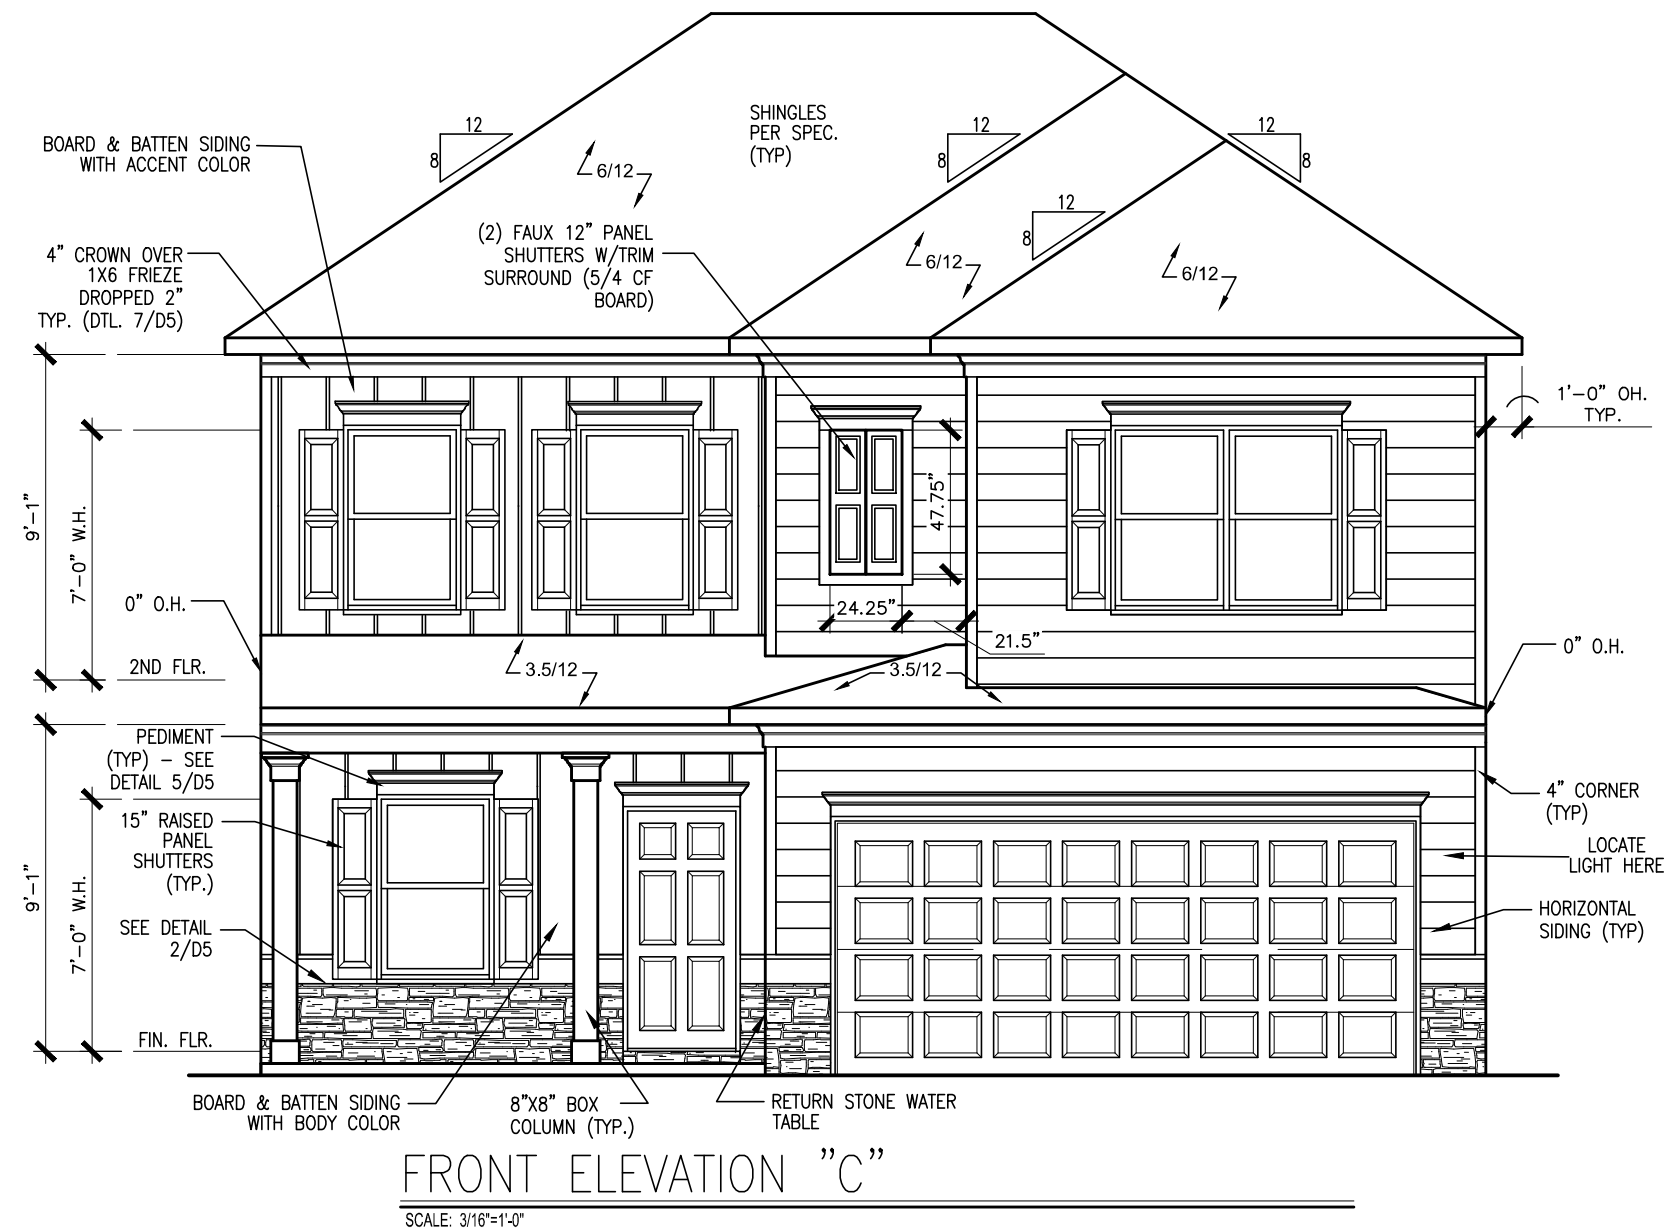 SHINGLES
PER SPEC.
(TYP)
12
8
12
8
12
8
12
8
BOARD & BATTEN SIDING
WITH ACCENT COLOR
6/12
6/12
6/12
4" CROWN OVER
1X6 FRIEZE
DROPPED 2"
TYP. (DTL. 7/D5)
(2) FAUX 12" PANEL
SHUTTERS W/TRIM
SURROUND (5/4 CF
BOARD)
1'-0" OH.
TYP.
9'-1"
7'-0" W.H.
47.75"
24.25"
21.5"
0" O.H.
2ND FLR.
3.5/12
3.5/12
0" O.H.
PEDIMENT
(TYP) – SEE
DETAIL 5/D5
15" RAISED
PANEL
SHUTTERS
(TYP.)
9'-1"
7'-0" W.H.
SEE DETAIL
2/D5
FIN. FLR.
4" CORNER
(TYP)
LOCATE
LIGHT HERE
HORIZONTAL
SIDING (TYP)
BOARD & BATTEN SIDING
WITH BODY COLOR
8"X8" BOX
COLUMN (TYP.)
RETURN STONE WATER
TABLE
FRONT ELEVATION "C"
SCALE: 3/16"=1'-0"